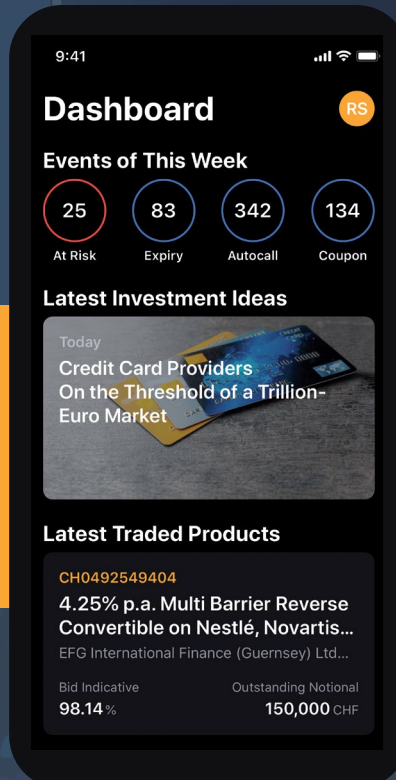 9:41
Dashboard
RS
Events of This Week
25 83 342 134
At Risk Expiry Autocall Coupon
Latest Investment Ideas
Today
Credit Card Providers
On the Threshold of a Trillion-
Euro Market
Latest Traded Products
CH0492549404
4.25% p.a. Multi Barrier Reverse
Convertible on Nestlé, Novartis...
EFG International Finance (Guernsey) Ltd...
Bid Indicative Outstanding Notional
98.14% 150,000 CHF